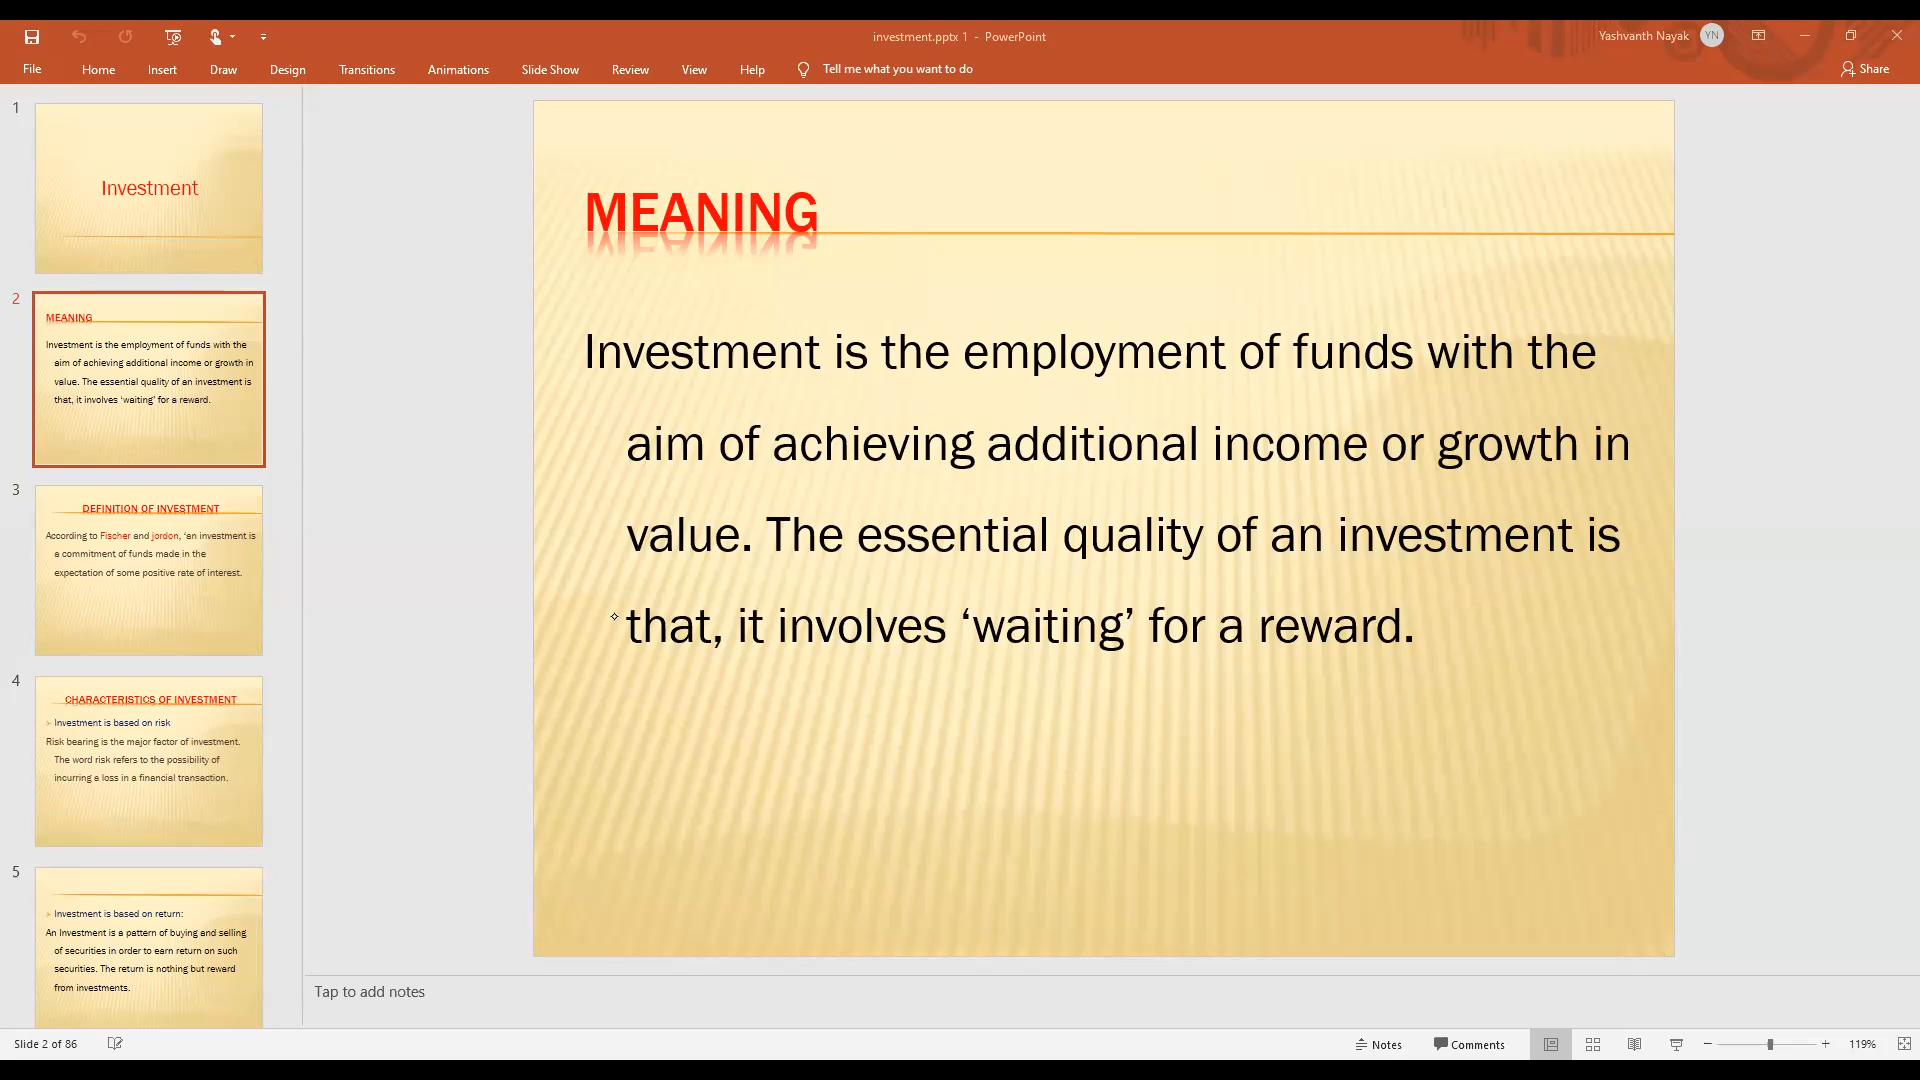 investment.pptx 1 - PowerPoint
Yashvanth Nayak YN
File Home Insert Draw Design Transitions Animations Slide Show Review View Help Tell me what you want to do Share
1
Investment
2
MEANING
Investment is the employment of funds with the
aim of achieving additional income or growth in
value. The essential quality of an investment is
that, it involves ‘waiting’ for a reward.
3
DEFINITION OF INVESTMENT
According to Fischer and jordon, ‘an investment is
a commitment of funds made in the
expectation of some positive rate of interest.
4
CHARACTERISTICS OF INVESTMENT
Investment is based on risk
Risk bearing is the major factor of investment.
The word risk refers to the possibility of
incurring a loss in a financial transaction.
5
Investment is based on return:
An Investment is a pattern of buying and selling
of securities in order to earn return on such
securities. The return is nothing but reward
from investments.
MEANING
Investment is the employment of funds with the
aim of achieving additional income or growth in
value. The essential quality of an investment is
that, it involves ‘waiting’ for a reward.
Tap to add notes
Slide 2 of 86
Notes Comments 119%